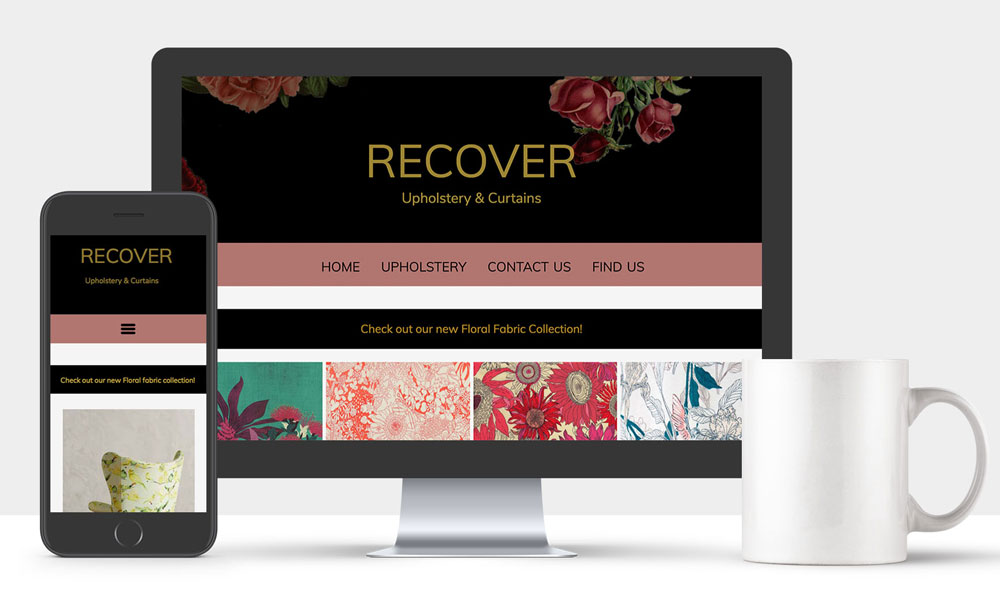 RECOVER
Upholstery & Curtains
HOME UPHOLSTERY CONTACT US FIND US
Check out our new Floral Fabric Collection!
RECOVER
Upholstery & Curtains
Check out our new Floral fabric collection!